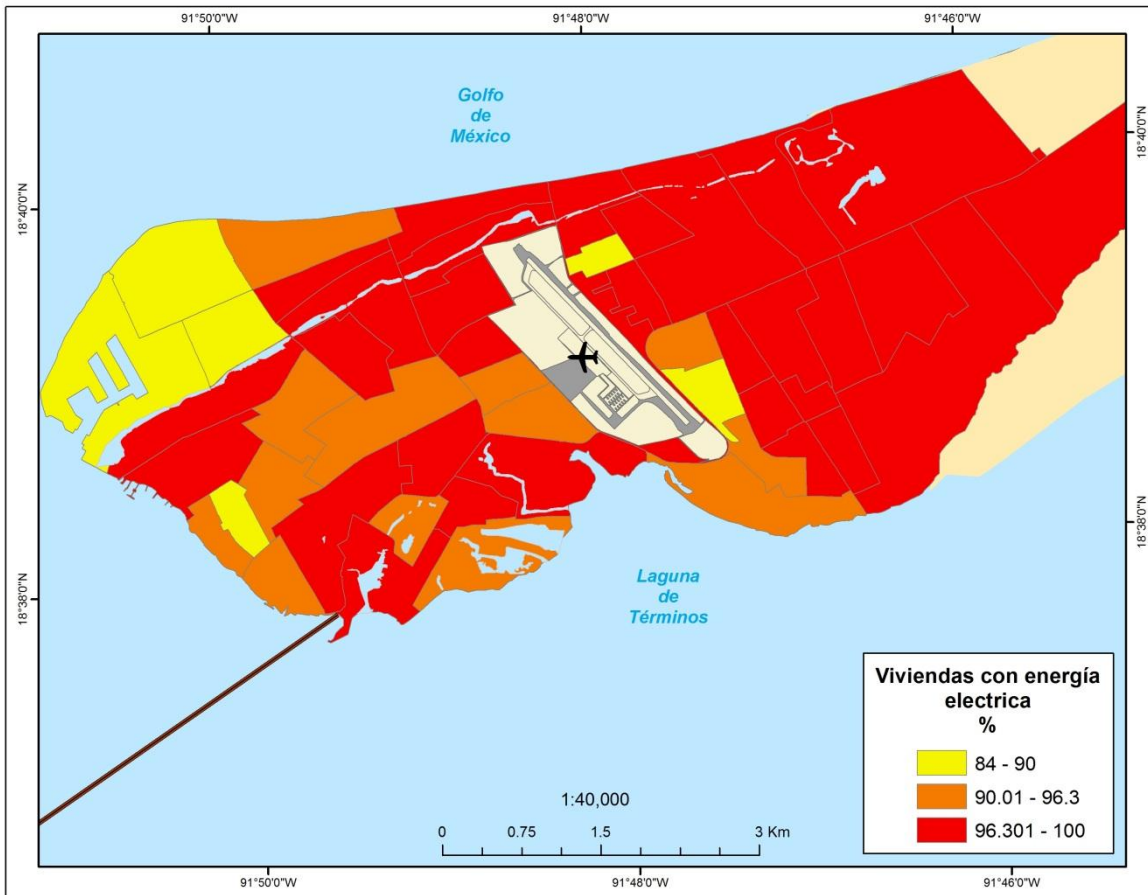 91°50'0"W
91°48'0"W
91°46'0"W
Golfo
de
México
18°40'0"N
18°40'0"N
18°38'0"N
18°38'0"N
Laguna
de
Términos
Viviendas con energía
electrica
%
84 - 90
90.01 - 96.3
96.301 - 100
1:40,000
0 0.75 1.5 3 Km
91°50'0"W
91°48'0"W
91°46'0"W